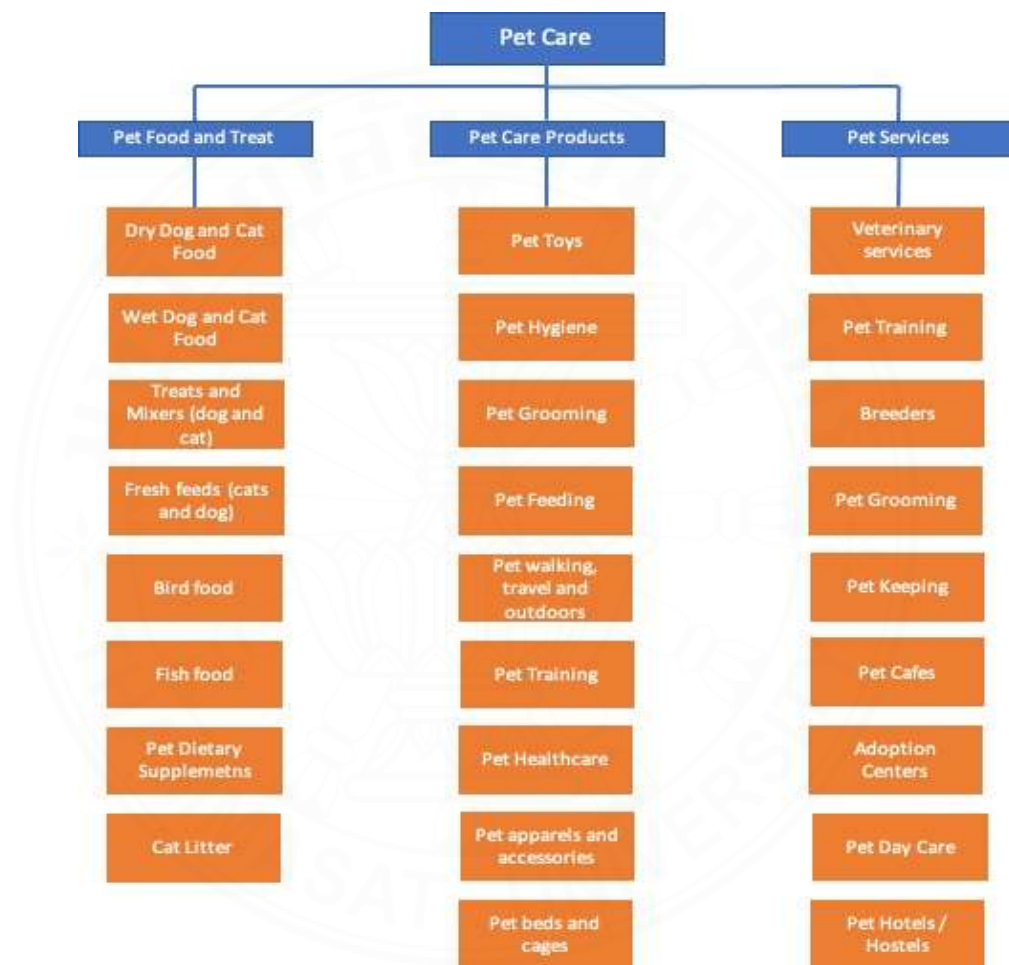 Pet Care
Pet Food and Treat
Dry Dog and Cat
Food
Wet Dog and Cat
Food
Treats and
Mixers (dog and
cat)
Fresh feeds (cats
and dog)
Bird food
Fish food
Pet Dietary
Supplemetns
Cat Litter
Pet Care Products
Pet Toys
Pet Hygiene
Pet Grooming
Pet Feeding
Pet walking,
travel and
outdoors
Pet Training
Pet Healthcare
Pet apparels and
accessories
Pet beds and
cages
Pet Services
Veterinary
services
Pet Training
Breeders
Pet Grooming
Pet Keeping
Pet Cafes
Adoption
Centers
Pet Day Care
Pet Hotels /
Hostels